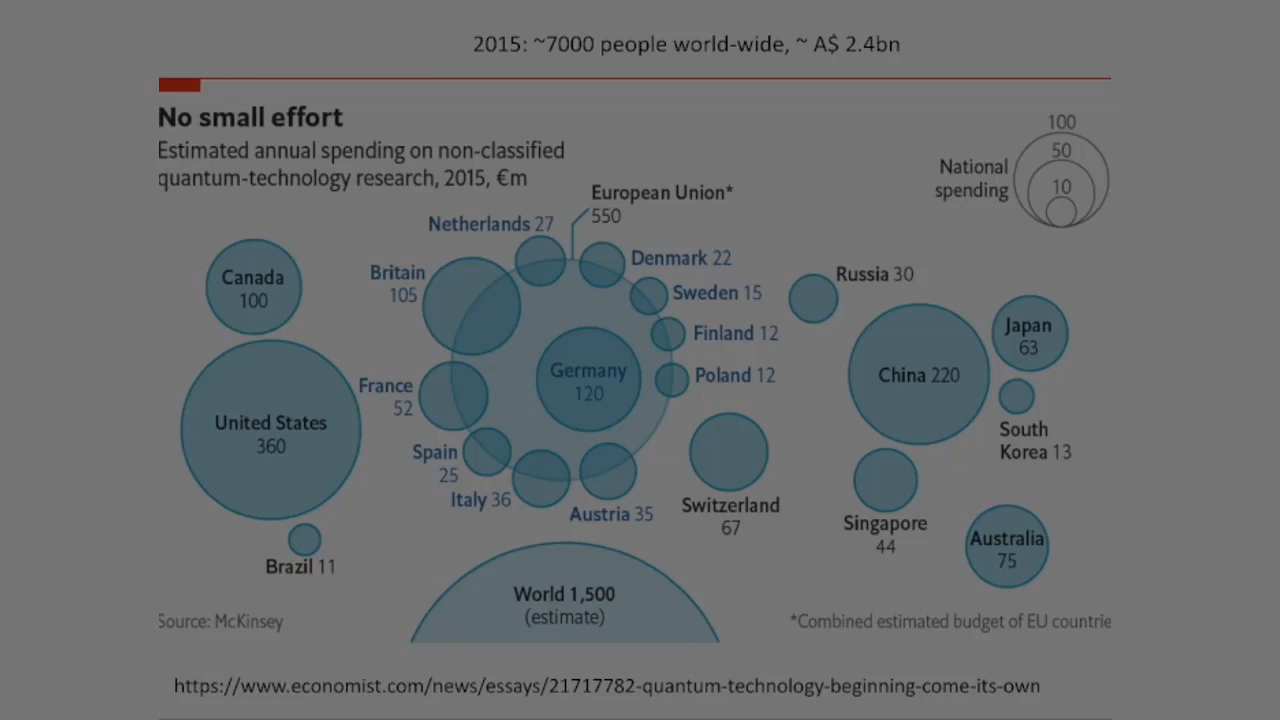 2015: ~7000 people world-wide, ~ A$ 2.4bn
No small effort
Estimated annual spending on non-classified
quantum-technology research, 2015, €m
National
spending
100
50
10
European Union*
550
Netherlands 27
Denmark 22
Britain
105
Sweden 15
Finland 12
Germany
120
Poland 12
France
52
Spain
25
Italy 36
Austria 35
Canada
100
United States
360
Brazil 11
Switzerland
67
Russia 30
China 220
Japan
63
South
Korea 13
Singapore
44
Australia
75
World 1,500
(estimate)
Source: McKinsey
*Combined estimated budget of EU countrie
https://www.economist.com/news/essays/21717782-quantum-technology-beginning-come-its-own